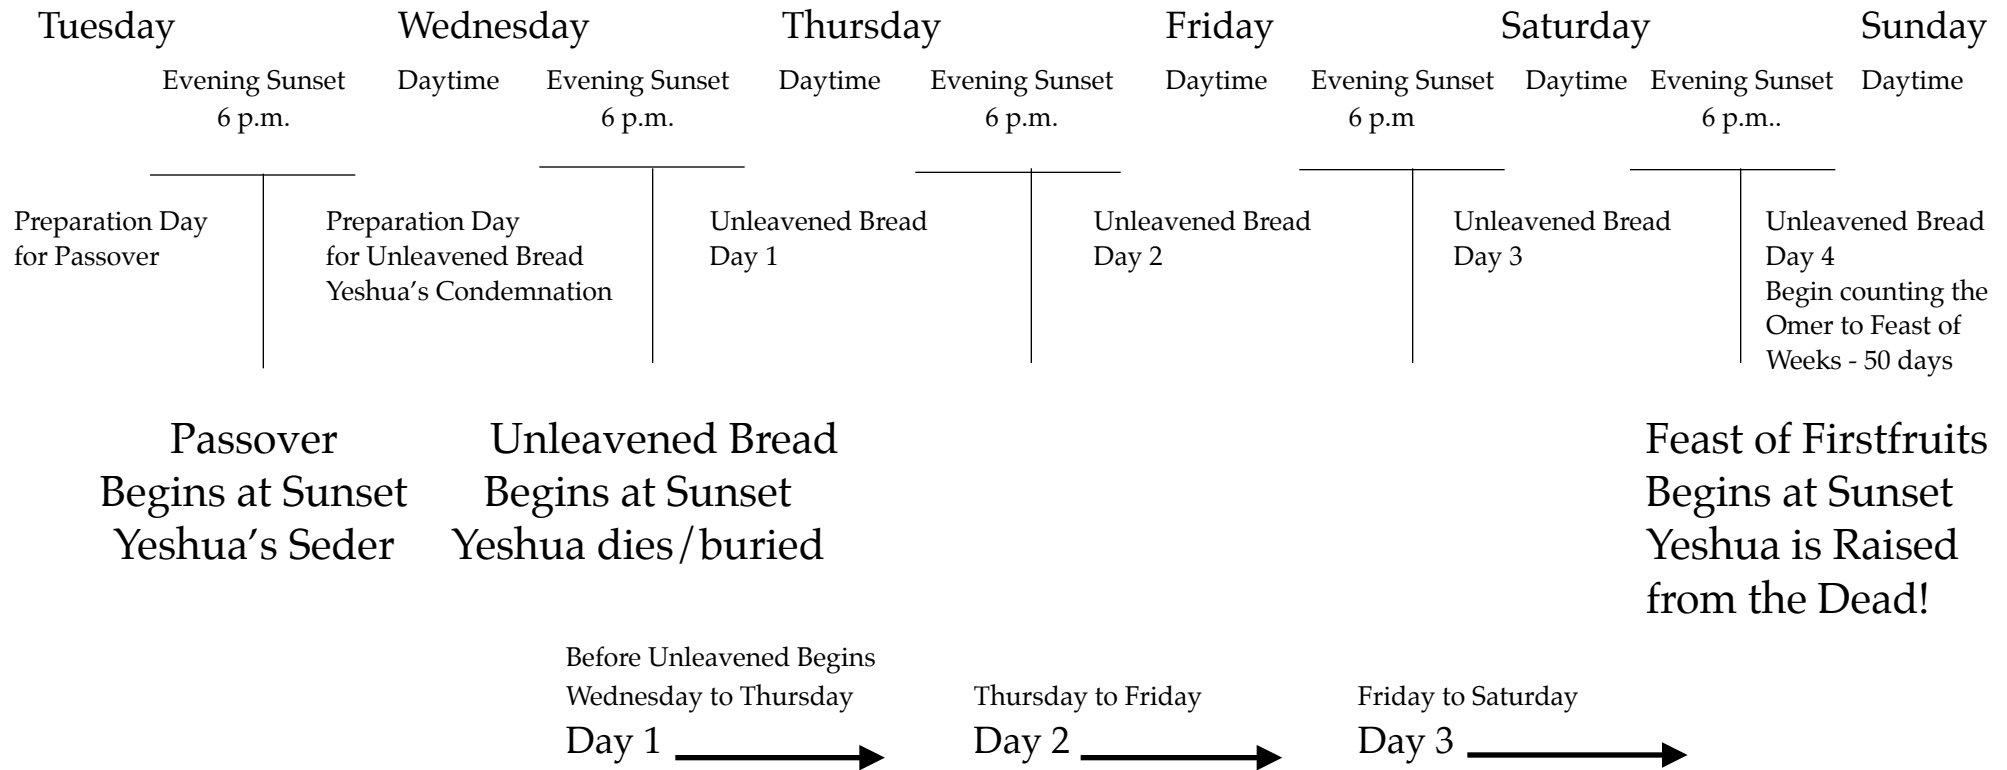 Tuesday Wednesday Thursday Friday Saturday Sunday
Evening Sunset Daytime Evening Sunset Daytime Evening Sunset Daytime Evening Sunset Daytime Evening Sunset Daytime
6 p.m. 6 p.m. 6 p.m. 6 p.m 6 p.m..
Preparation Day
for Passover
Preparation Day
for Unleavened Bread
Yeshua's Condemnation
Unleavened Bread
Day 1
Unleavened Bread
Day 2
Unleavened Bread
Day 3
Unleavened Bread
Day 4
Begin counting the
Omer to Feast of
Weeks - 50 days
Passover
Begins at Sunset
Yeshua's Seder
Unleavened Bread
Begins at Sunset
Yeshua dies/buried
Feast of Firstfruits
Begins at Sunset
Yeshua is Raised
from the Dead!
Before Unleavened Begins
Wednesday to Thursday
Day 1
Thursday to Friday
Day 2
Friday to Saturday
Day 3